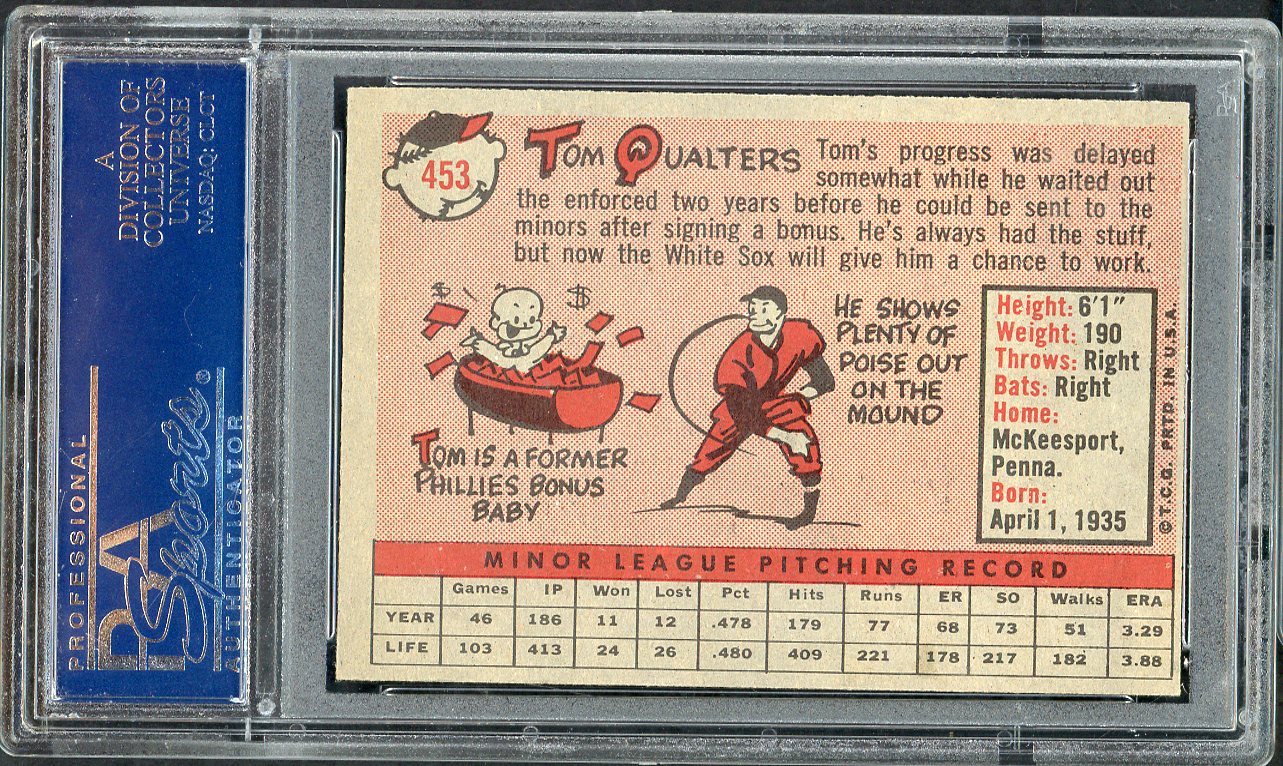 A
DIVISION OF
COLLECTORS
UNIVERSE
NASDAQ: CLCT
PROFESSIONAL
PSA
Sports®
AUTHENTICATOR
PSA
453
TOM QUALTERS
Tom's progress was delayed
somewhat while he waited out
the enforced two years before he could be sent to the
minors after signing a bonus. He's always had the stuff,
but now the White Sox will give him a chance to work.
$ $
TOM IS A FORMER
PHILLIES BONUS
BABY
HE SHOWS
PLENTY OF
POISE OUT
ON THE
MOUND
Height: 6'1"
Weight: 190
Throws: Right
Bats: Right
Home:
McKeesport,
Penna.
Born:
April 1, 1935
© T.C.G. PRTD. IN U.S.A.
MINOR LEAGUE PITCHING RECORD
Games IP Won Lost Pct Hits Runs ER SO Walks ERA
YEAR 46 186 11 12 .478 179 77 68 73 51 3.29
LIFE 103 413 24 26 .480 409 221 178 217 182 3.88